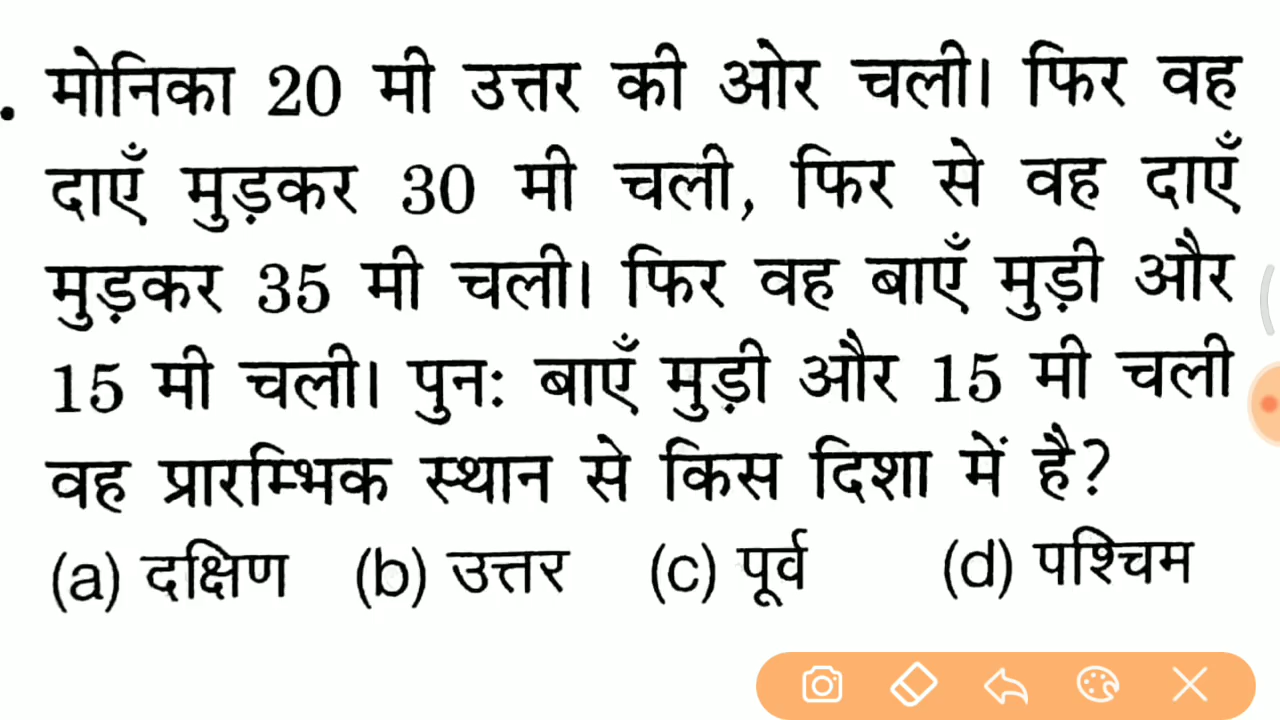 . मोनिका 20 मी उत्तर की ओर चली। फिर वह
दाएँ मुड़कर 30 मी चली, फिर से वह दाएँ
मुड़कर 35 मी चली। फिर वह बाएँ मुड़ी और
15 मी चली। पुनः बाएँ मुड़ी और 15 मी चली
वह प्रारम्भिक स्थान से किस दिशा में है?
(a) दक्षिण (b) उत्तर (c) पूर्व (d) पश्चिम